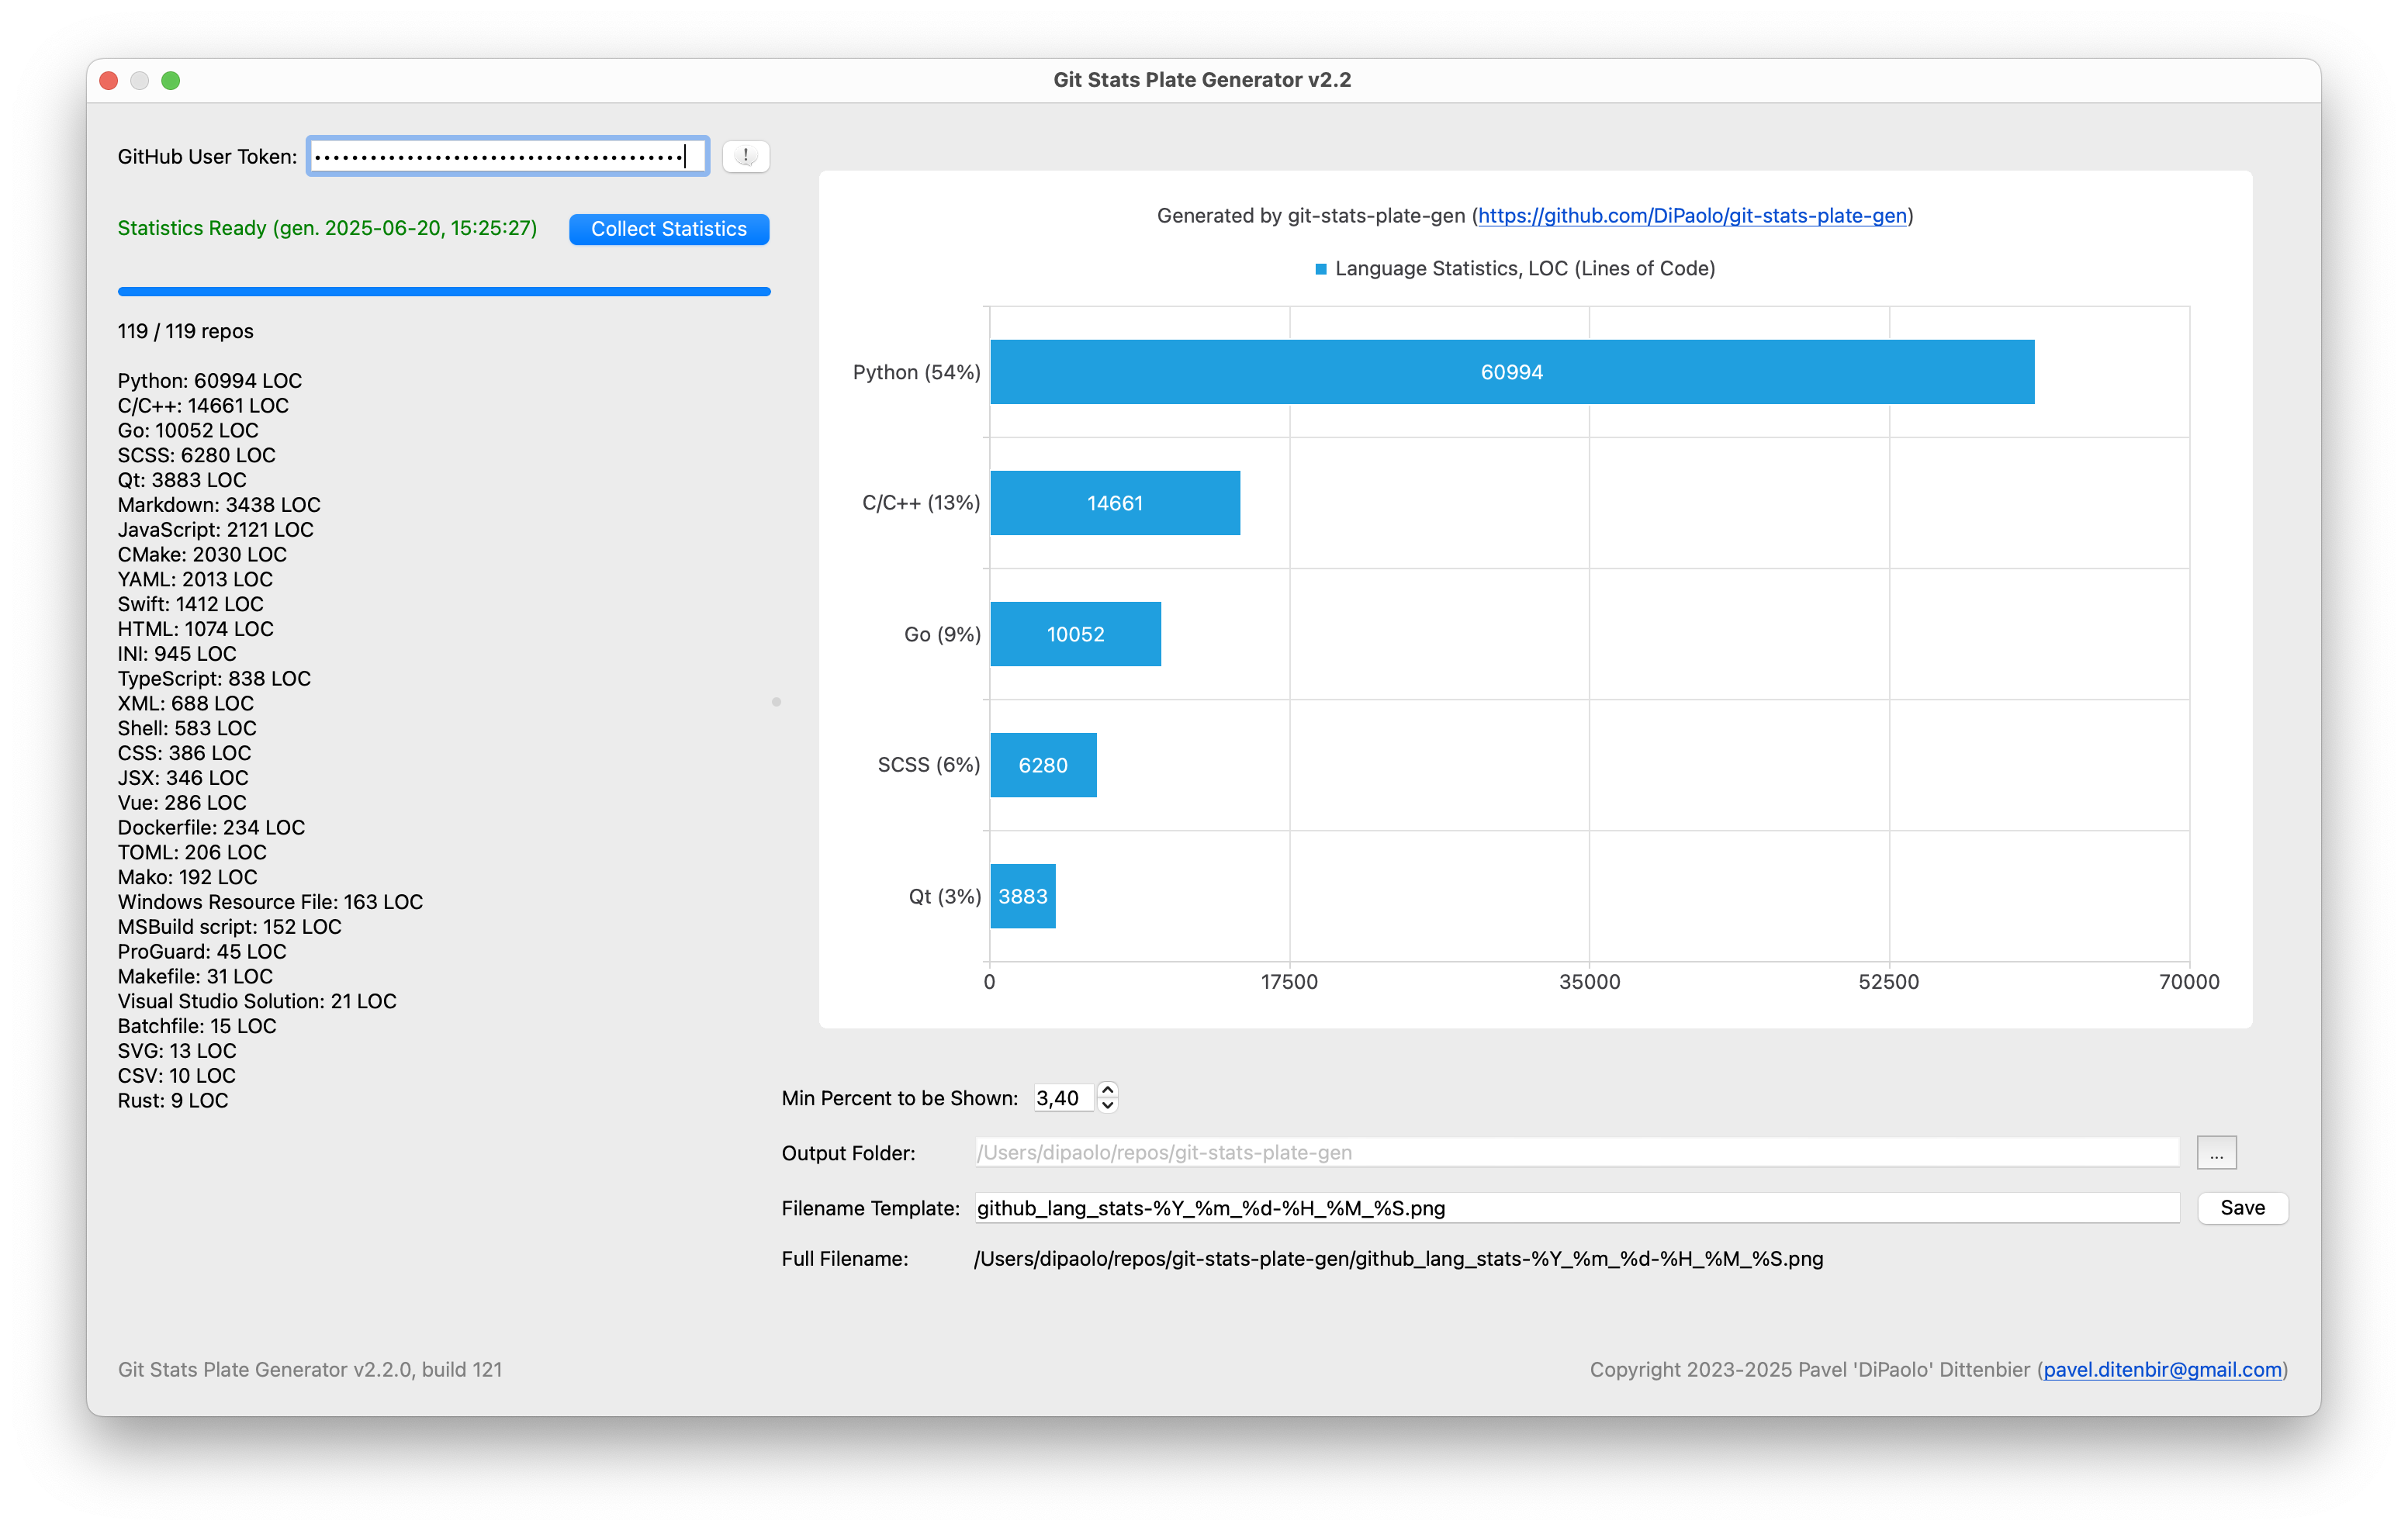 Git Stats Plate Generator v2.2
GitHub User Token: ••••••••••••••••••••••••••••••••••••••••
!
Statistics Ready (gen. 2025-06-20, 15:25:27)
Collect Statistics
119 / 119 repos
Python: 60994 LOC
C/C++: 14661 LOC
Go: 10052 LOC
SCSS: 6280 LOC
Qt: 3883 LOC
Markdown: 3438 LOC
JavaScript: 2121 LOC
CMake: 2030 LOC
YAML: 2013 LOC
Swift: 1412 LOC
HTML: 1074 LOC
INI: 945 LOC
TypeScript: 838 LOC
XML: 688 LOC
Shell: 583 LOC
CSS: 386 LOC
JSX: 346 LOC
Vue: 286 LOC
Dockerfile: 234 LOC
TOML: 206 LOC
Mako: 192 LOC
Windows Resource File: 163 LOC
MSBuild script: 152 LOC
ProGuard: 45 LOC
Makefile: 31 LOC
Visual Studio Solution: 21 LOC
Batchfile: 15 LOC
SVG: 13 LOC
CSV: 10 LOC
Rust: 9 LOC
Generated by git-stats-plate-gen (https://github.com/DiPaolo/git-stats-plate-gen)
Language Statistics, LOC (Lines of Code)
Python (54%) 60994
C/C++ (13%) 14661
Go (9%) 10052
SCSS (6%) 6280
Qt (3%) 3883
0 17500 35000 52500 70000
Min Percent to be Shown: 3,40
Output Folder: /Users/dipaolo/repos/git-stats-plate-gen ...
Filename Template: github_lang_stats-%Y_%m_%d-%H_%M_%S.png Save
Full Filename: /Users/dipaolo/repos/git-stats-plate-gen/github_lang_stats-%Y_%m_%d-%H_%M_%S.png
Git Stats Plate Generator v2.2.0, build 121
Copyright 2023-2025 Pavel 'DiPaolo' Dittenbier (pavel.ditenbir@gmail.com)